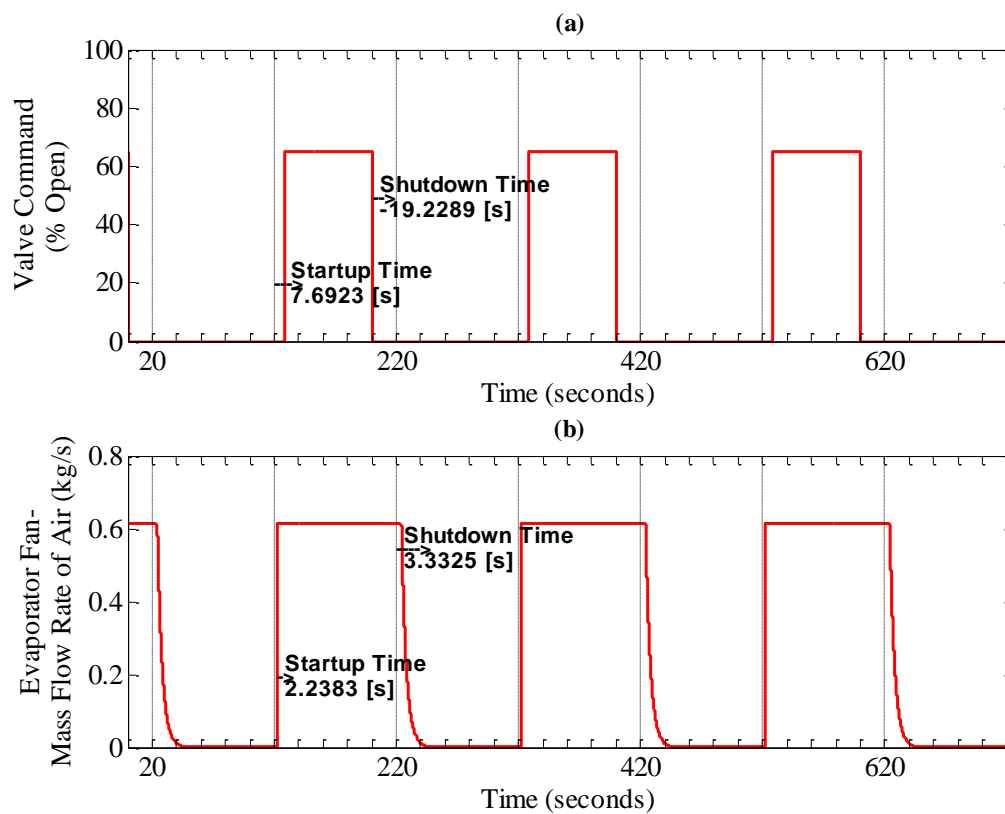 (a)
100
80
60
40
20
0
Valve Command
(% Open)
Shutdown Time
-19.2289 [s]
Startup Time
7.6923 [s]
20 220 420 620
Time (seconds)
(b)
0.8
0.6
0.4
0.2
0
Evaporator Fan-
Mass Flow Rate of Air (kg/s)
Shutdown Time
3.3325 [s]
Startup Time
2.2383 [s]
20 220 420 620
Time (seconds)